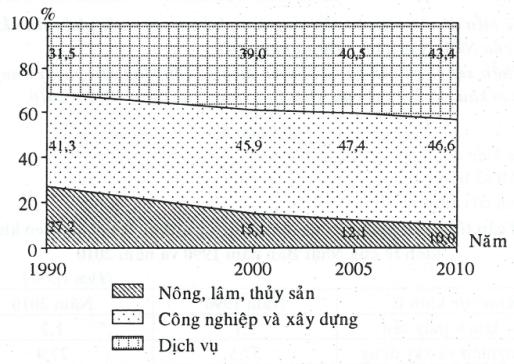 %
100
80
60
40
20
0
31,5 39,0 40,5 43,4
41,3 45,9 47,4 46,6
27,2 15,1 12,1 10,0
Năm
1990 2000 2005 2010
Nông, lâm, thủy sản
Công nghiệp và xây dựng
Dịch vụ